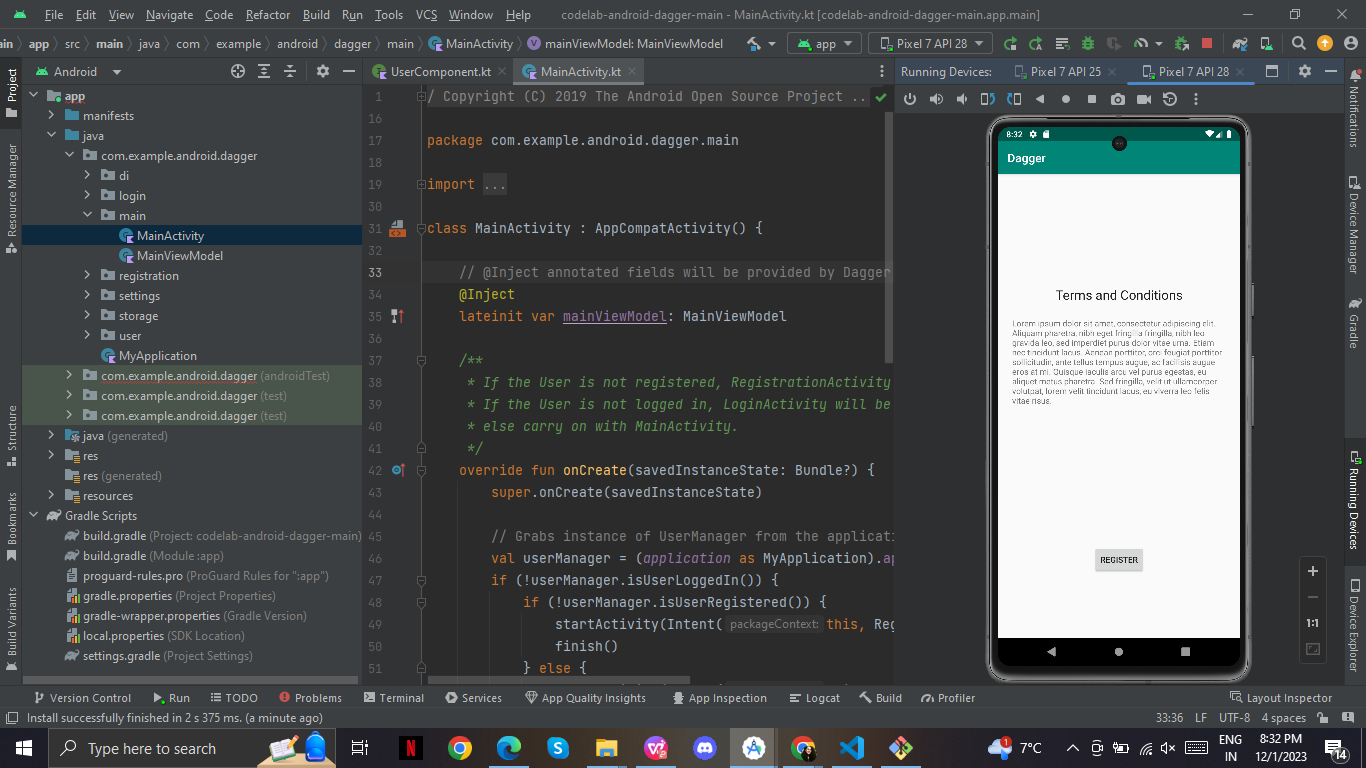 File Edit View Navigate Code Refactor Build Run Tools VCS Window Help codelab-android-dagger-main - MainActivity.kt [codelab-android-dagger-main.app.main]
ain app src main java com example android dagger main MainActivity mainViewModel: MainViewModel app Pixel 7 API 28
Android UserComponent.kt MainActivity.kt Running Devices: Pixel 7 API 25 Pixel 7 API 28
Project
Resource Manager
Structure
Bookmarks
Build Variants
app
manifests
java
com.example.android.dagger
di
login
main
MainActivity
MainViewModel
registration
settings
storage
user
MyApplication
com.example.android.dagger (androidTest)
com.example.android.dagger (test)
com.example.android.dagger (test)
java (generated)
res
res (generated)
resources
Gradle Scripts
build.gradle (Project: codelab-android-dagger-main)
build.gradle (Module :app)
proguard-rules.pro (ProGuard Rules for ":app")
gradle.properties (Project Properties)
gradle-wrapper.properties (Gradle Version)
local.properties (SDK Location)
settings.gradle (Project Settings)
1 / Copyright (C) 2019 The Android Open Source Project ...
16
17 package com.example.android.dagger.main
18
19 import ...
30
31 class MainActivity : AppCompatActivity() {
32
33 // @Inject annotated fields will be provided by Dagger
34 @Inject
35 lateinit var mainViewModel: MainViewModel
36
37 /**
38 * If the User is not registered, RegistrationActivity
39 * If the User is not logged in, LoginActivity will be
40 * else carry on with MainActivity.
41 */
42 override fun onCreate(savedInstanceState: Bundle?) {
43 super.onCreate(savedInstanceState)
44
45 // Grabs instance of UserManager from the applicati
46 val userManager = (application as MyApplication).ap
47 if (!userManager.isUserLoggedIn()) {
48 if (!userManager.isUserRegistered()) {
49 startActivity(Intent( packageContext: this, Reg
50 finish()
51 } else {
8:32
Dagger
Terms and Conditions
Lorem ipsum dolor sit amet, consectetur adipiscing elit.
Aliquam pharetra, nibh eget fringilla fringilla, nibh leo
gravida leo, sed imperdiet purus dolor vitae urna. Etiam
nec tincidunt lacus. Aenean porttitor, orci feugiat porttitor
sollicitudin, ante tellus tempus augue, ac facilisis augue
eros at mi. Quisque iaculis arcu vel purus egestas, eu
aliquet metus pharetra. Sed fringilla, velit ut ullamcorper
volutpat, lorem velit tincidunt lacus, eu viverra leo felis
vitae risus.
REGISTER
1:1
Notifications
Device Manager
Gradle
Running Devices
Device Explorer
Version Control Run TODO Problems Terminal Services App Quality Insights App Inspection Logcat Build Profiler Layout Inspector
Install successfully finished in 2 s 375 ms. (a minute ago) 33:36 LF UTF-8 4 spaces
Type here to search 1 7°C ENG 8:32 PM
IN 12/1/2023 14